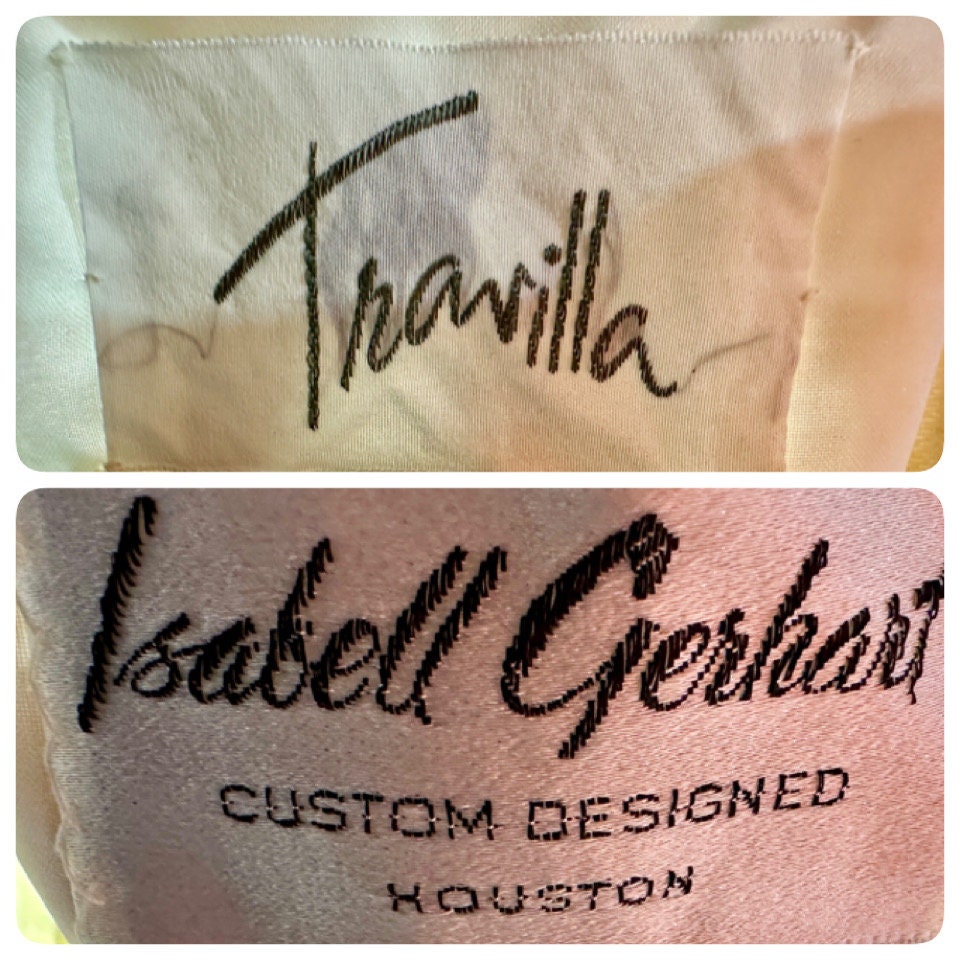 Travilla
Isabell Gerhart
CUSTOM DESIGNED
HOUSTON